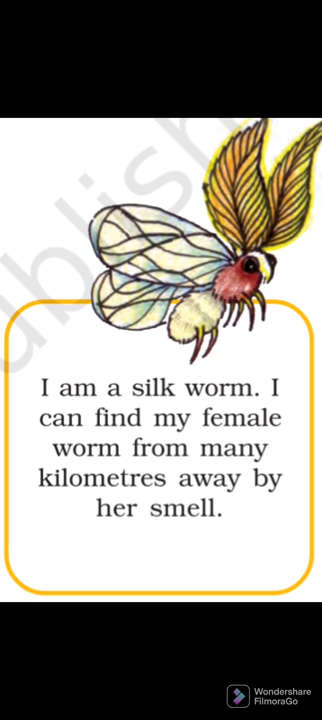 I am a silk worm. I
can find my female
worm from many
kilometres away by
her smell.
Wondershare
FilmoraGo